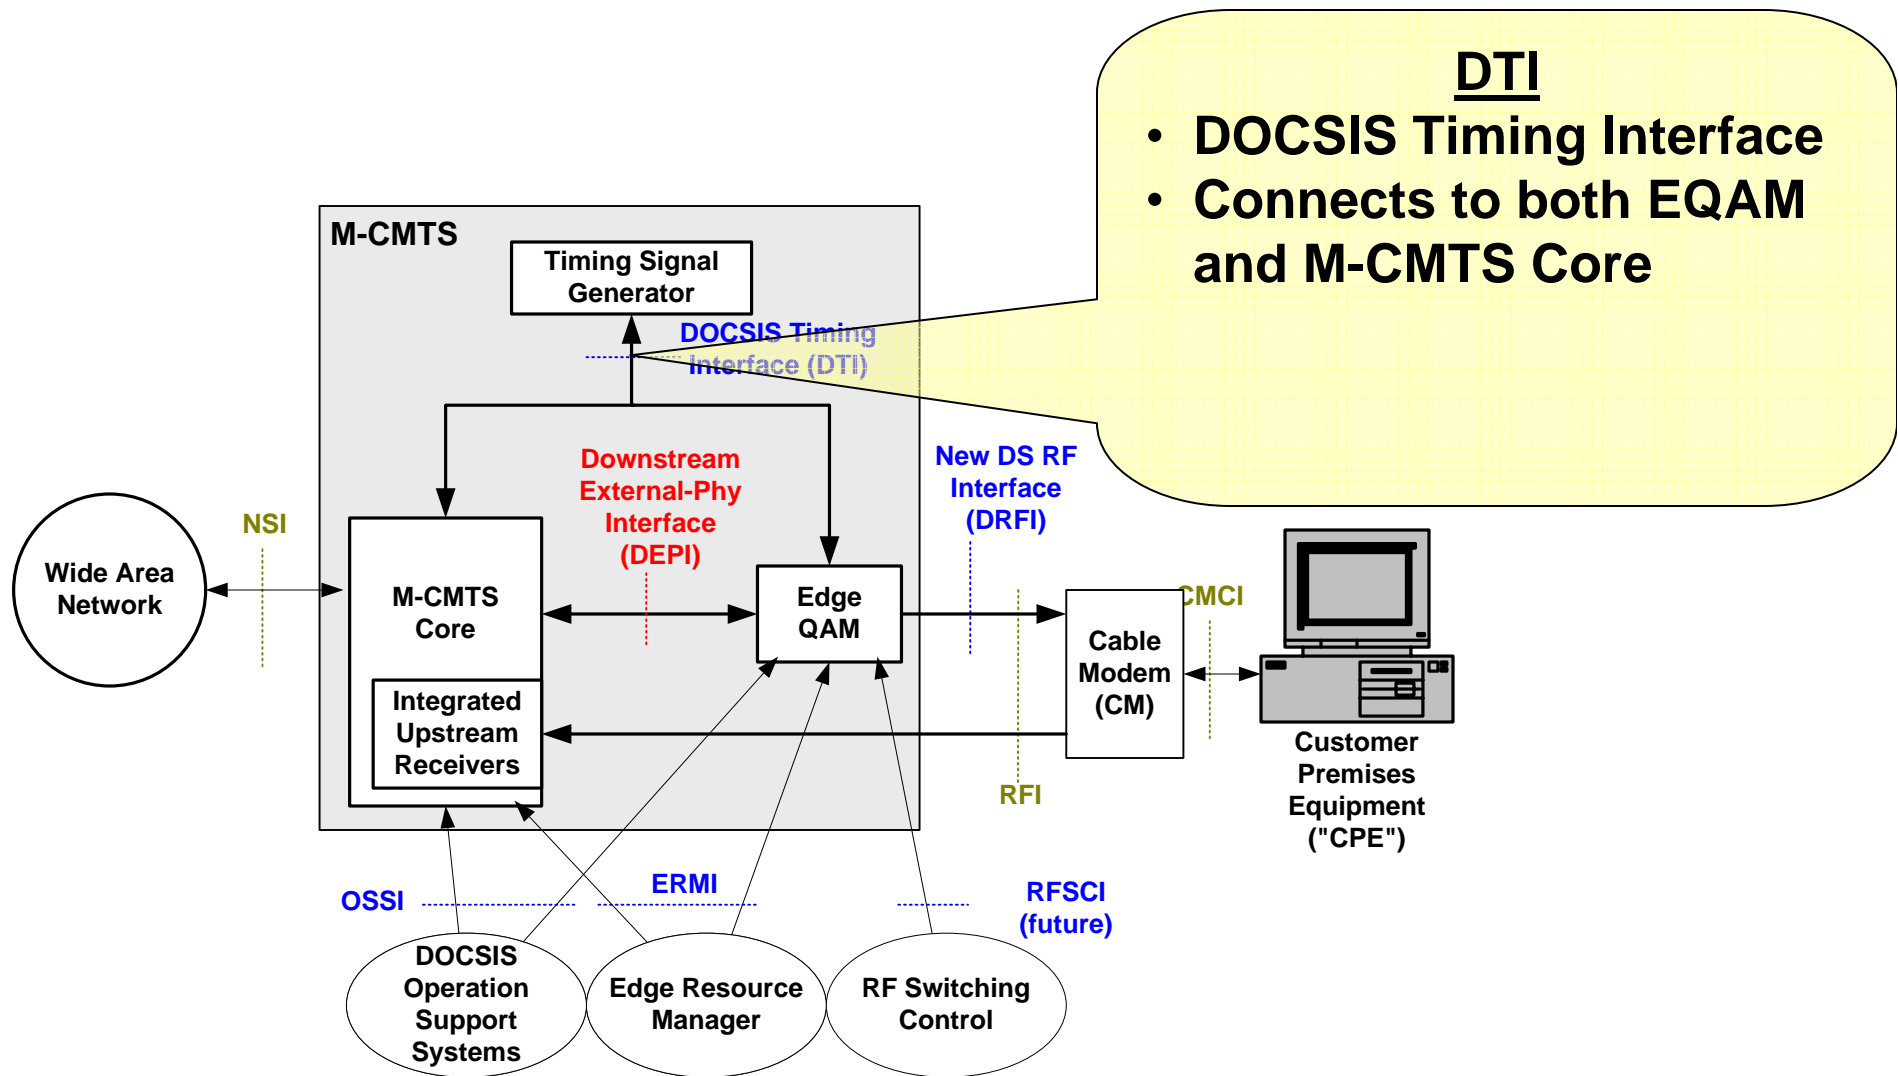 DTI
• DOCSIS Timing Interface
• Connects to both EQAM
and M-CMTS Core
M-CMTS
Timing Signal
Generator
DOCSIS Timing
Interface (DTI)
Downstream
External-Phy
Interface
(DEPI)
New DS RF
Interface
(DRFI)
NSI
Wide Area
Network
M-CMTS
Core
Edge
QAM
CMCI
Cable
Modem
(CM)
Integrated
Upstream
Receivers
RFI
Customer
Premises
Equipment
("CPE")
OSSI
ERMI
RFSCI
(future)
DOCSIS
Operation
Support
Systems
Edge Resource
Manager
RF Switching
Control